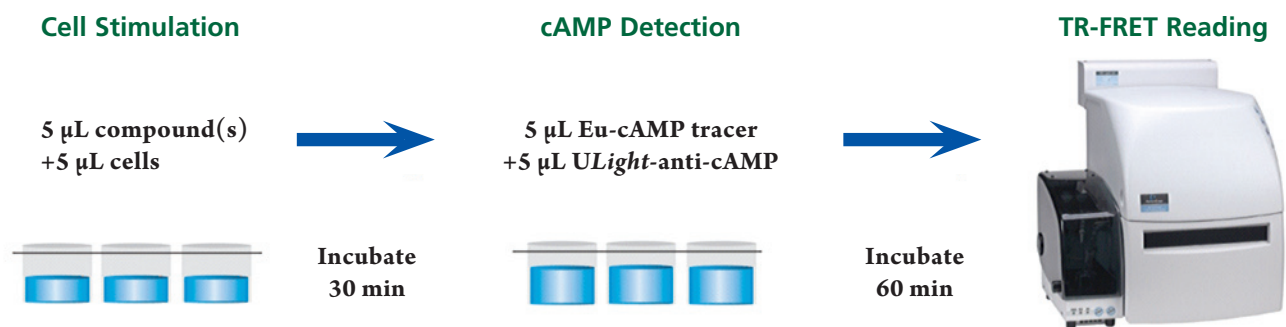 Cell Stimulation
cAMP Detection
TR-FRET Reading
5 µL compound(s)
+5 µL cells
5 µL Eu-cAMP tracer
+5 µL ULight-anti-cAMP
Incubate
30 min
Incubate
60 min